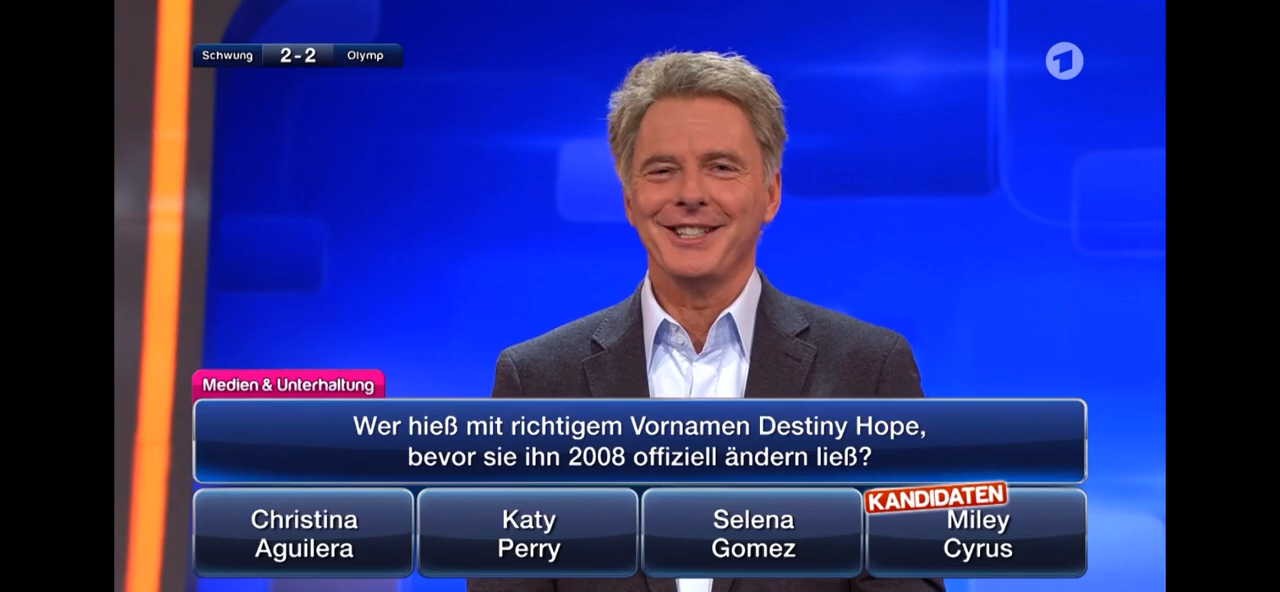 Schwung 2-2 Olymp
1
Medien & Unterhaltung
Wer hieß mit richtigem Vornamen Destiny Hope,
bevor sie ihn 2008 offiziell ändern ließ?
KANDIDATEN
Christina
Aguilera
Katy
Perry
Selena
Gomez
Miley
Cyrus